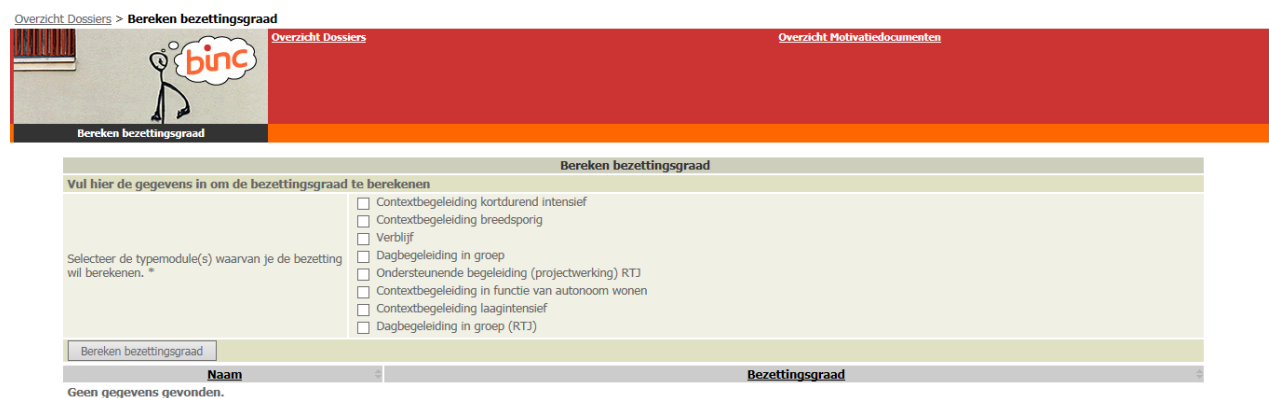 Overzicht Dossiers > Bereken bezettingsgraad
binc
Overzicht Dossiers
Overzicht Motivatiedocumenten
Bereken bezettingsgraad
Bereken bezettingsgraad
Vul hier de gegevens in om de bezettingsgraad te berekenen
Selecteer de typemodule(s) waarvan je de bezetting
wil berekenen. *
Contextbegeleiding kortdurend intensief
Contextbegeleiding breedsporig
Verblijf
Dagbegeleiding in groep
Ondersteunende begeleiding (projectwerking) RTJ
Contextbegeleiding in functie van autonoom wonen
Contextbegeleiding laagintensief
Dagbegeleiding in groep (RTJ)
Bereken bezettingsgraad
Naam
Bezettingsgraad
Geen gegevens gevonden.